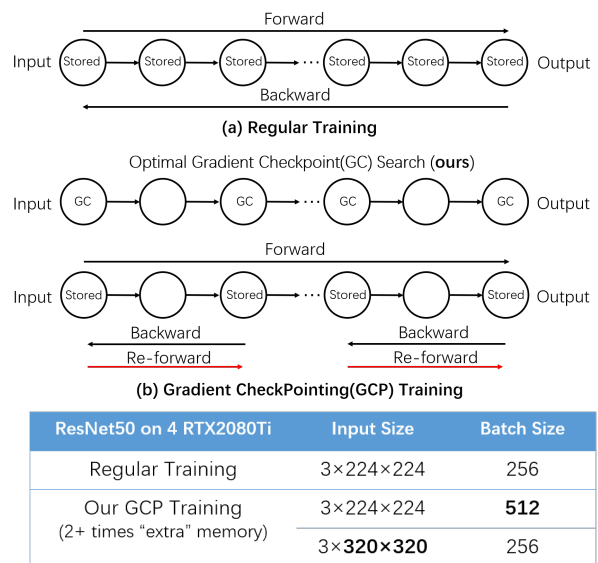 Forward
Input Stored Stored Stored ··· Stored Stored Stored Output
Backward
(a) Regular Training
Optimal Gradient Checkpoint(GC) Search (ours)
Input GC GC ··· GC GC Output
Forward
Input Stored Stored ··· Stored Stored Output
Backward Backward
Re-forward Re-forward
(b) Gradient CheckPointing(GCP) Training
ResNet50 on 4 RTX2080Ti Input Size Batch Size
Regular Training 3×224×224 256
Our GCP Training 3×224×224 512
(2+ times “extra” memory)
3×320×320 256